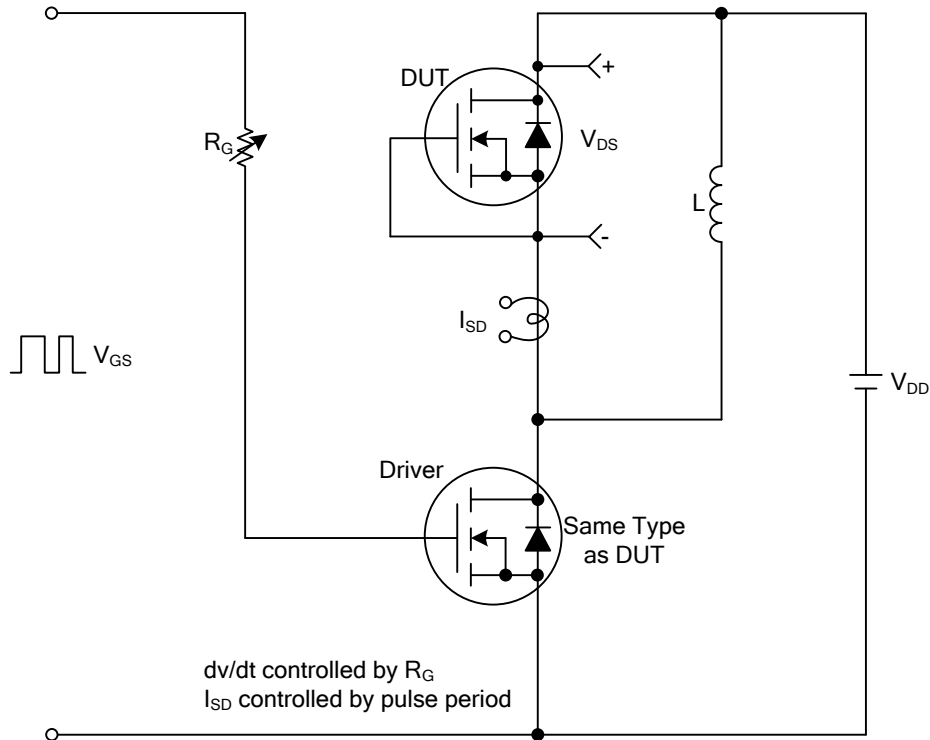 DUT
+
R_G
V_DS
L
-
I_SD
V_GS
V_DD
Driver
Same Type
as DUT
dv/dt controlled by R_G
I_SD controlled by pulse period